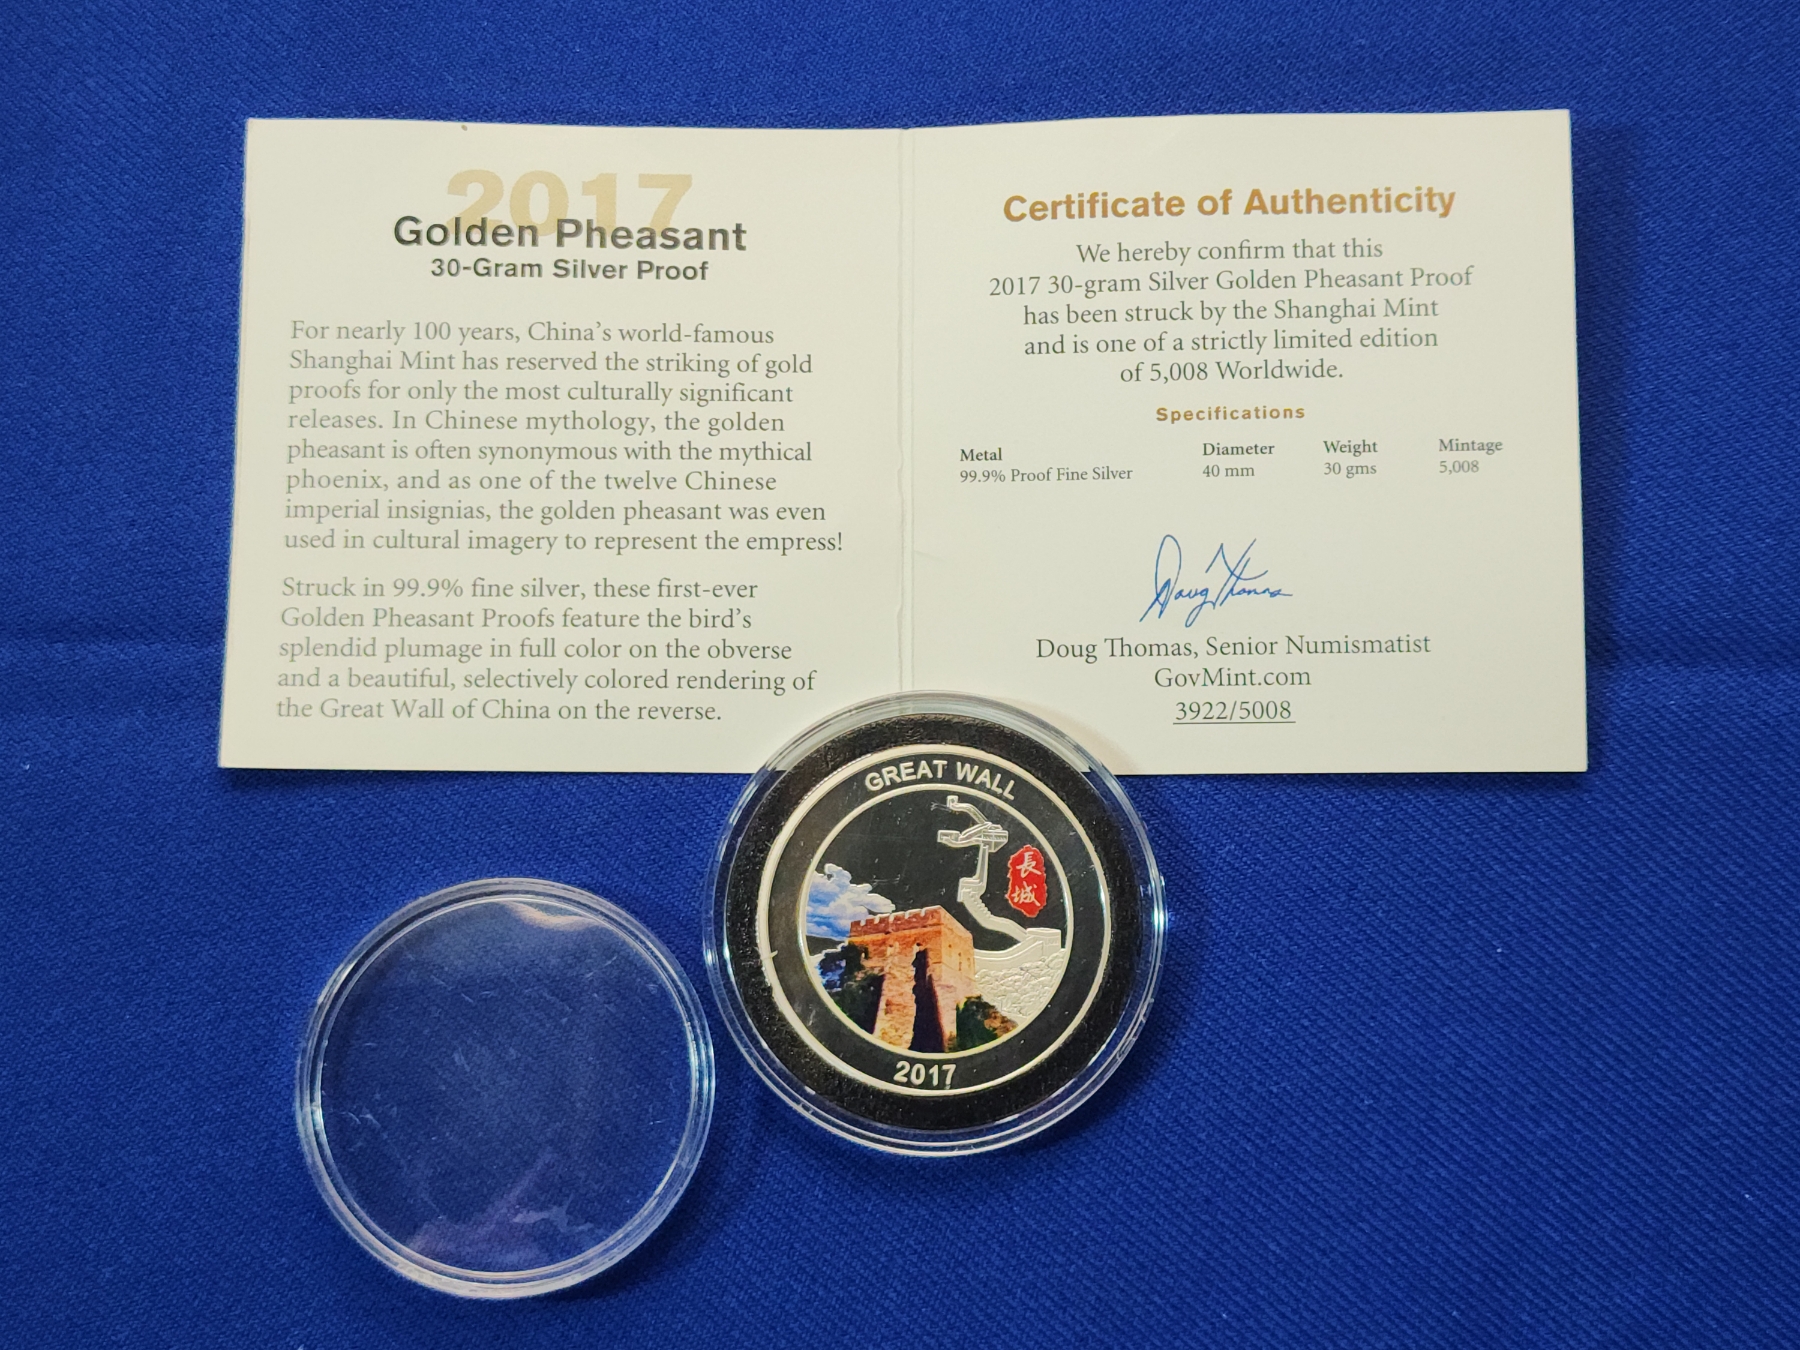 2017
Golden Pheasant
30-Gram Silver Proof
For nearly 100 years, China's world-famous
Shanghai Mint has reserved the striking of gold
proofs for only the most culturally significant
releases. In Chinese mythology, the golden
pheasant is often synonymous with the mythical
phoenix, and as one of the twelve Chinese
imperial insignias, the golden pheasant was even
used in cultural imagery to represent the empress!
Struck in 99.9% fine silver, these first-ever
Golden Pheasant Proofs feature the bird's
splendid plumage in full color on the obverse
and a beautiful, selectively colored rendering of
the Great Wall of China on the reverse.
Certificate of Authenticity
We hereby confirm that this
2017 30-gram Silver Golden Pheasant Proof
has been struck by the Shanghai Mint
and is one of a strictly limited edition
of 5,008 Worldwide.
Specifications
Metal Diameter Weight Mintage
99.9% Proof Fine Silver 40 mm 30 gms 5,008
Doug Thomas
Doug Thomas, Senior Numismatist
GovMint.com
3922/5008
GREAT WALL
長城
2017